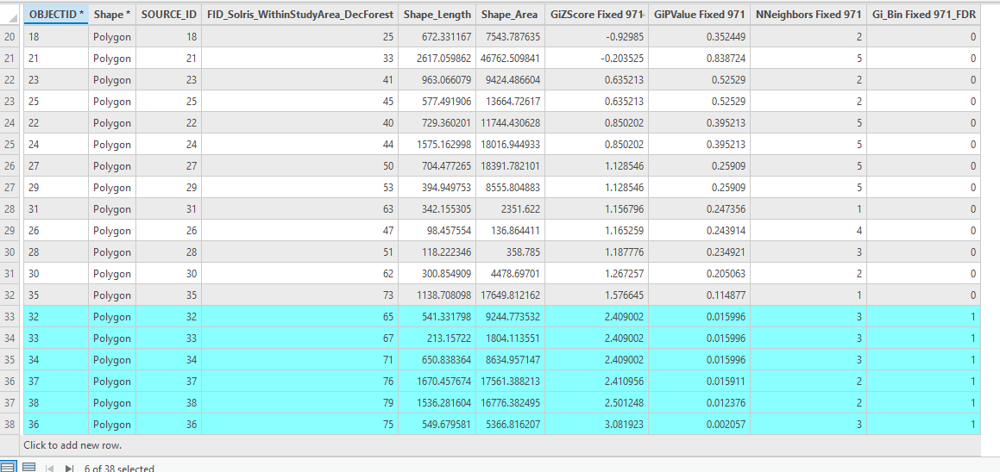 OBJECTID * Shape * SOURCE_ID FID_Solris_WithinStudyArea_DecForest Shape_Length Shape_Area GiZScore Fixed 971 GiPValue Fixed 971 NNeighbors Fixed 971 Gi_Bin Fixed 971_FDR
20 18 Polygon 18 25 672.331167 7543.787635 -0.92985 0.352449 2 0
21 21 Polygon 21 33 2617.059862 46762.509841 -0.203525 0.838724 5 0
22 23 Polygon 23 41 963.066079 9424.486604 0.635213 0.52529 2 0
23 25 Polygon 25 45 577.491906 13664.72617 0.635213 0.52529 2 0
24 22 Polygon 22 40 729.360201 11744.430628 0.850202 0.395213 5 0
25 24 Polygon 24 44 1575.162998 18016.944933 0.850202 0.395213 5 0
26 27 Polygon 27 50 704.477265 18391.782101 1.128546 0.25909 5 0
27 29 Polygon 29 53 394.949753 8555.804883 1.128546 0.25909 5 0
28 31 Polygon 31 63 342.155305 2351.622 1.156796 0.247356 1 0
29 26 Polygon 26 47 98.457554 136.864411 1.165259 0.243914 4 0
30 28 Polygon 28 51 118.222346 358.785 1.187776 0.234921 3 0
31 30 Polygon 30 62 300.854909 4478.69701 1.267257 0.205063 2 0
32 35 Polygon 35 73 1138.708098 17649.812162 1.576645 0.114877 1 0
33 32 Polygon 32 65 541.331798 9244.773532 2.409002 0.015996 3 1
34 33 Polygon 33 67 213.15722 1804.113551 2.409002 0.015996 3 1
35 34 Polygon 34 71 650.838364 8634.957147 2.409002 0.015996 3 1
36 37 Polygon 37 76 1670.457674 17561.388213 2.410956 0.015911 2 1
37 38 Polygon 38 79 1536.281604 16776.382495 2.501248 0.012376 2 1
38 36 Polygon 36 75 549.679581 5366.816207 3.081923 0.002057 3 1
Click to add new row.
6 of 38 selected